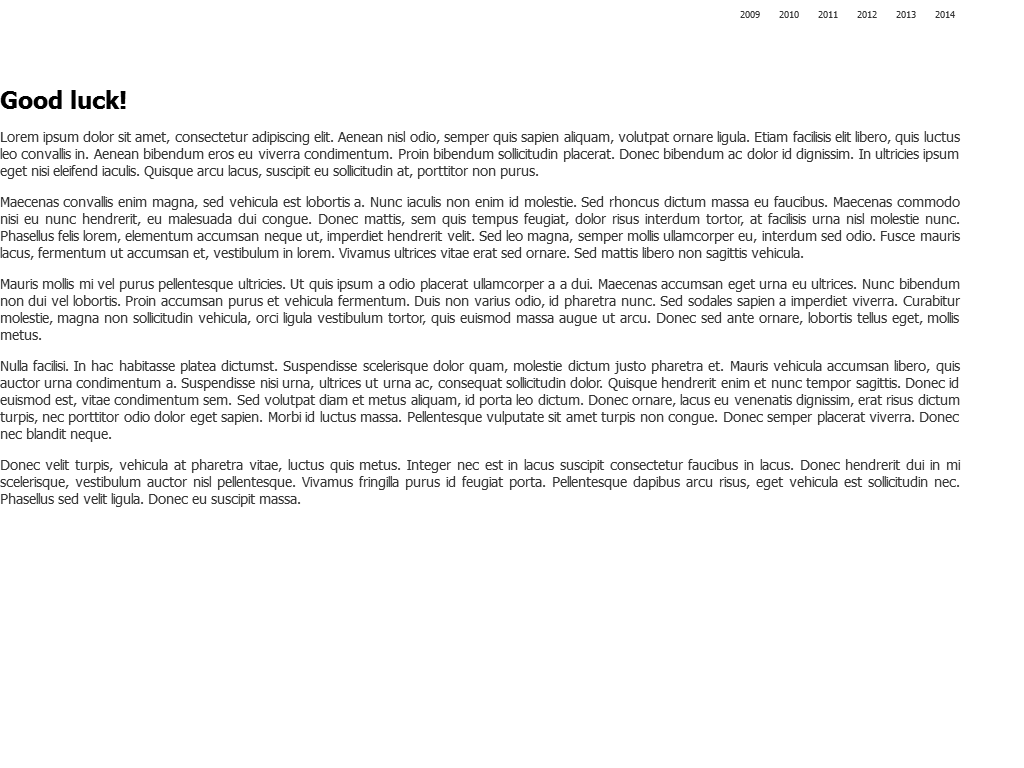 2009 2010 2011 2012 2013 2014
Good luck!
Lorem ipsum dolor sit amet, consectetur adipiscing elit. Aenean nisl odio, semper quis sapien aliquam, volutpat ornare ligula. Etiam facilisis elit libero, quis luctus
leo convallis in. Aenean bibendum eros eu viverra condimentum. Proin bibendum sollicitudin placerat. Donec bibendum ac dolor id dignissim. In ultricies ipsum
eget nisi eleifend iaculis. Quisque arcu lacus, suscipit eu sollicitudin at, porttitor non purus.
Maecenas convallis enim magna, sed vehicula est lobortis a. Nunc iaculis non enim id molestie. Sed rhoncus dictum massa eu faucibus. Maecenas commodo
nisi eu nunc hendrerit, eu malesuada dui congue. Donec mattis, sem quis tempus feugiat, dolor risus interdum tortor, at facilisis urna nisl molestie nunc.
Phasellus felis lorem, elementum accumsan neque ut, imperdiet hendrerit velit. Sed leo magna, semper mollis ullamcorper eu, interdum sed odio. Fusce mauris
lacus, fermentum ut accumsan et, vestibulum in lorem. Vivamus ultrices vitae erat sed ornare. Sed mattis libero non sagittis vehicula.
Mauris mollis mi vel purus pellentesque ultricies. Ut quis ipsum a odio placerat ullamcorper a a dui. Maecenas accumsan eget urna eu ultrices. Nunc bibendum
non dui vel lobortis. Proin accumsan purus et vehicula fermentum. Duis non varius odio, id pharetra nunc. Sed sodales sapien a imperdiet viverra. Curabitur
molestie, magna non sollicitudin vehicula, orci ligula vestibulum tortor, quis euismod massa augue ut arcu. Donec sed ante ornare, lobortis tellus eget, mollis
metus.
Nulla facilisi. In hac habitasse platea dictumst. Suspendisse scelerisque dolor quam, molestie dictum justo pharetra et. Mauris vehicula accumsan libero, quis
auctor urna condimentum a. Suspendisse nisi urna, ultrices ut urna ac, consequat sollicitudin dolor. Quisque hendrerit enim et nunc tempor sagittis. Donec id
euismod est, vitae condimentum sem. Sed volutpat diam et metus aliquam, id porta leo dictum. Donec ornare, lacus eu venenatis dignissim, erat risus dictum
turpis, nec porttitor odio dolor eget sapien. Morbi id luctus massa. Pellentesque vulputate sit amet turpis non congue. Donec semper placerat viverra. Donec
nec blandit neque.
Donec velit turpis, vehicula at pharetra vitae, luctus quis metus. Integer nec est in lacus suscipit consectetur faucibus in lacus. Donec hendrerit dui in mi
scelerisque, vestibulum auctor nisl pellentesque. Vivamus fringilla purus id feugiat porta. Pellentesque dapibus arcu risus, eget vehicula est sollicitudin nec.
Phasellus sed velit ligula. Donec eu suscipit massa.